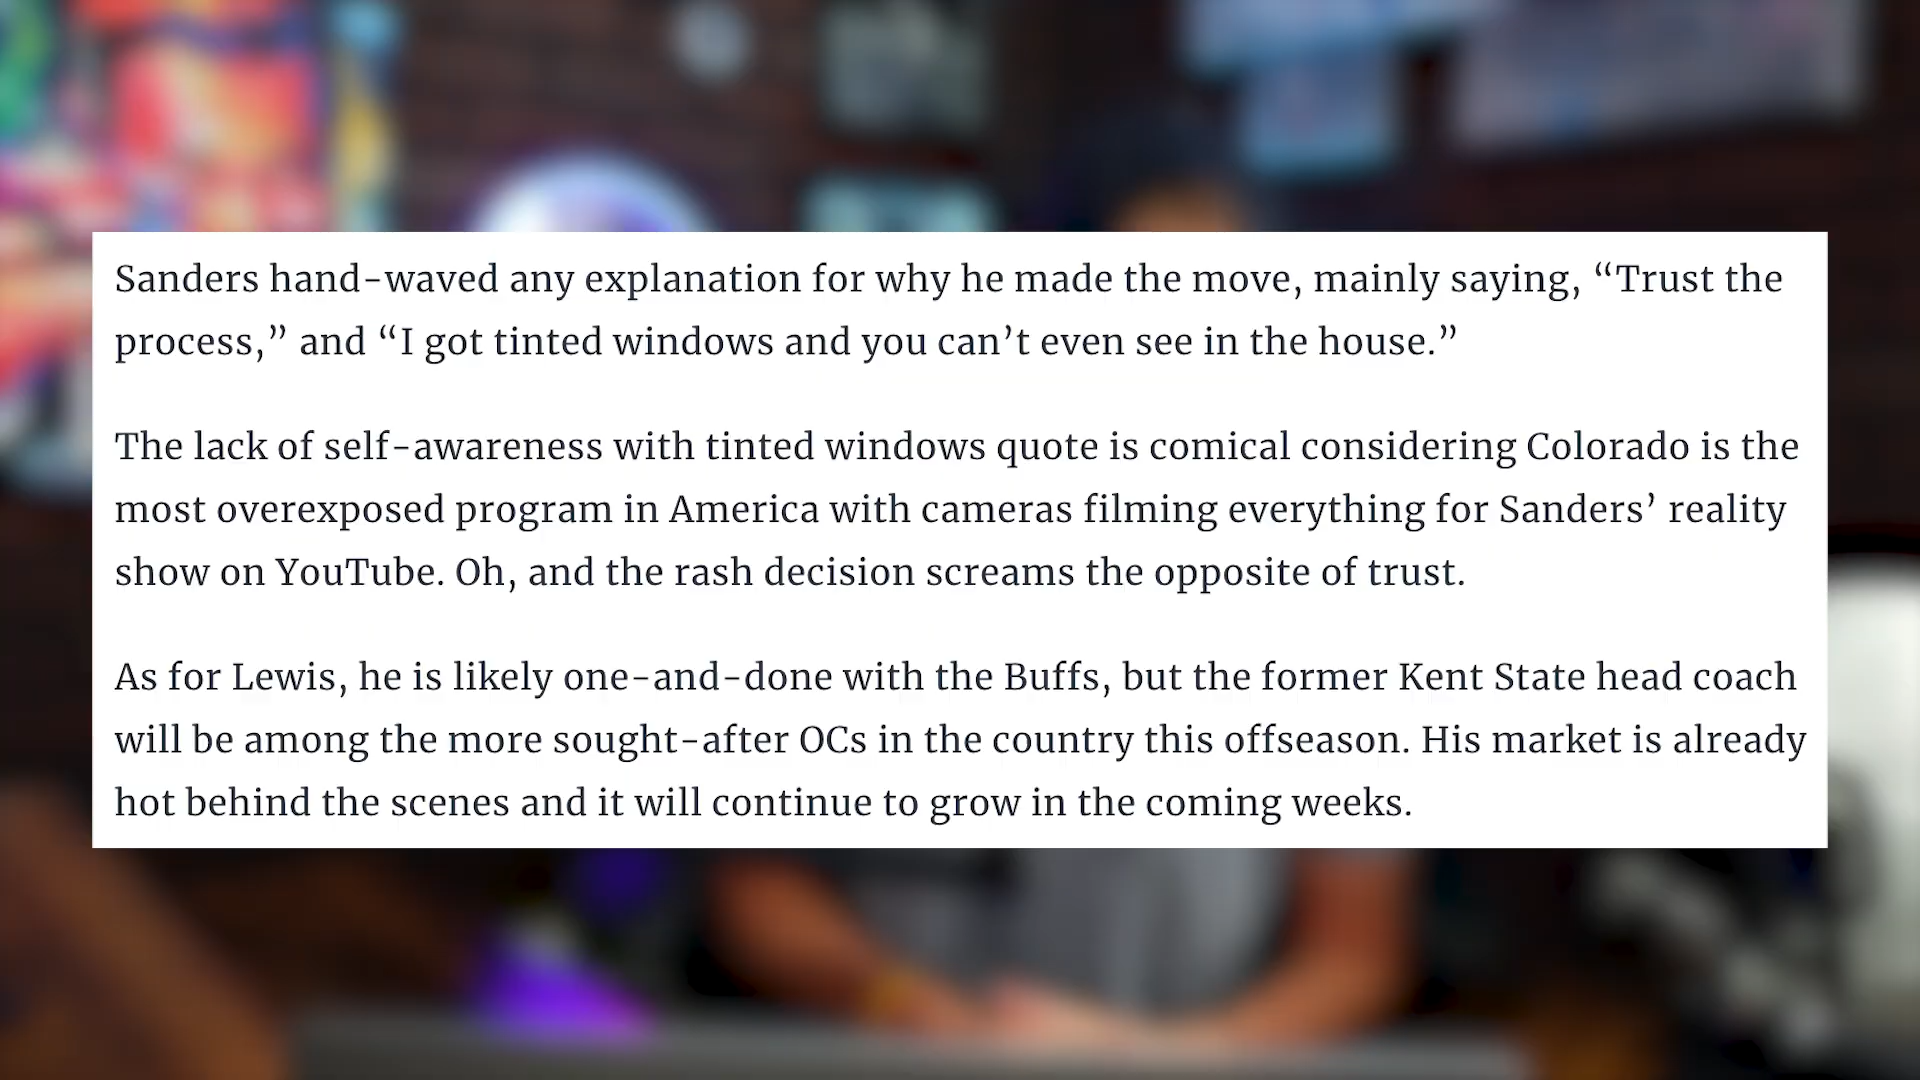 Sanders hand-waved any explanation for why he made the move, mainly saying, “Trust the
process,” and “I got tinted windows and you can’t even see in the house.”
The lack of self-awareness with tinted windows quote is comical considering Colorado is the
most overexposed program in America with cameras filming everything for Sanders’ reality
show on YouTube. Oh, and the rash decision screams the opposite of trust.
As for Lewis, he is likely one-and-done with the Buffs, but the former Kent State head coach
will be among the more sought-after OCs in the country this offseason. His market is already
hot behind the scenes and it will continue to grow in the coming weeks.